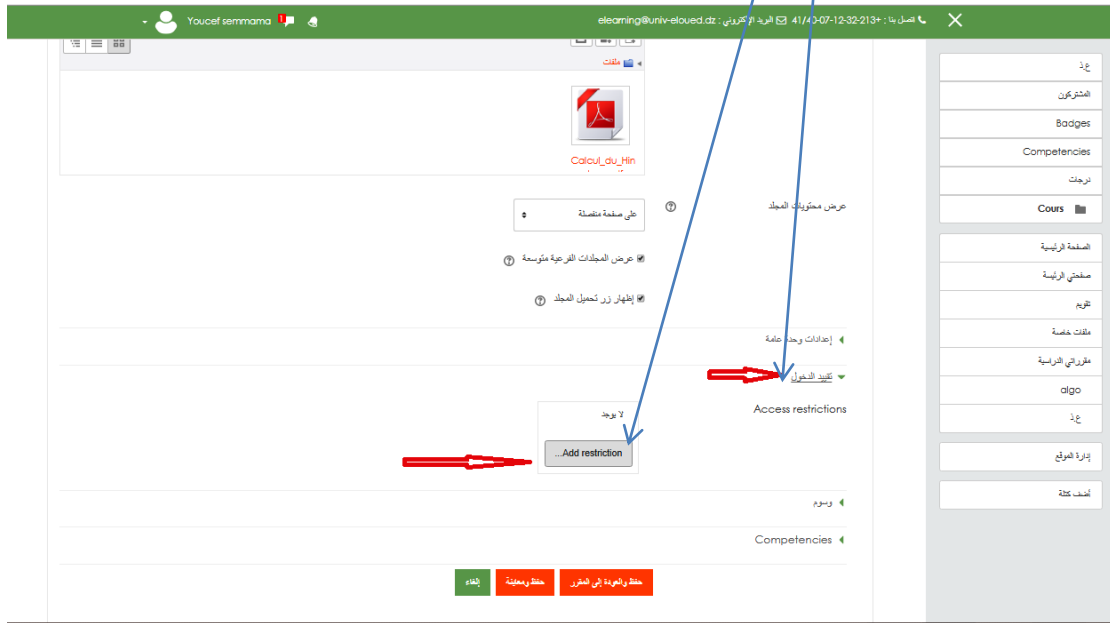 اتصل بنا : +213-32-12-07-41/40 البريد الإلكتروني : elearning@univ-eloued.dz
Youcef semmama
ملفات
Calcul_du_Hin
عرض محتويات المجلد
على صفحة منفصلة
عرض المجلدات الفرعية متوسعة
إظهار زر تحميل المجلد
إعدادات وحدة عامة
تقييد الدخول
Access restrictions
لا يوجد
Add restriction...
وسوم
Competencies
حفظ والعودة إلى المقرر
حفظ ومعاينة
إلغاء
ع.ذ
المشتركون
Badges
Competencies
درجات
Cours
الصفحة الرئيسية
صفحتي الرئيسة
تقويم
ملفات خاصة
مقرراتي الدراسية
algo
ع.ذ
إدارة الموقع
أضف كتلة